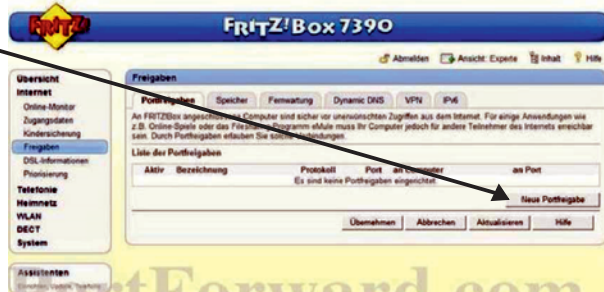 FRITZ!
FRITZ!Box 7390
Abmelden Ansicht: Experte Inhalt Hilfe
Übersicht
Internet
Online-Monitor
Zugangsdaten
Kindersicherung
Freigaben
DSL-Informationen
Priorisierung
Telefonie
Heimnetz
WLAN
DECT
System
Assistenten
Freigaben
Portfreigaben Speicher Fernwartung Dynamic DNS VPN IPv6
An FRITZ!Box angeschlossene Computer sind sicher vor unerwünschten Zugriffen aus dem Internet. Für einige Anwendungen wie
z.B. Online-Spiele oder das Filesharing-Programm eMule muss Ihr Computer jedoch für andere Teilnehmer des Internets erreichbar
sein. Durch Portfreigaben erlauben Sie solche Verbindungen.
Liste der Portfreigaben
Aktiv Bezeichnung Protokoll Port an Computer an Port
Es sind keine Portfreigaben eingerichtet
Neue Portfreigabe
Übernehmen Abbrechen Aktualisieren Hilfe
PortForward.com